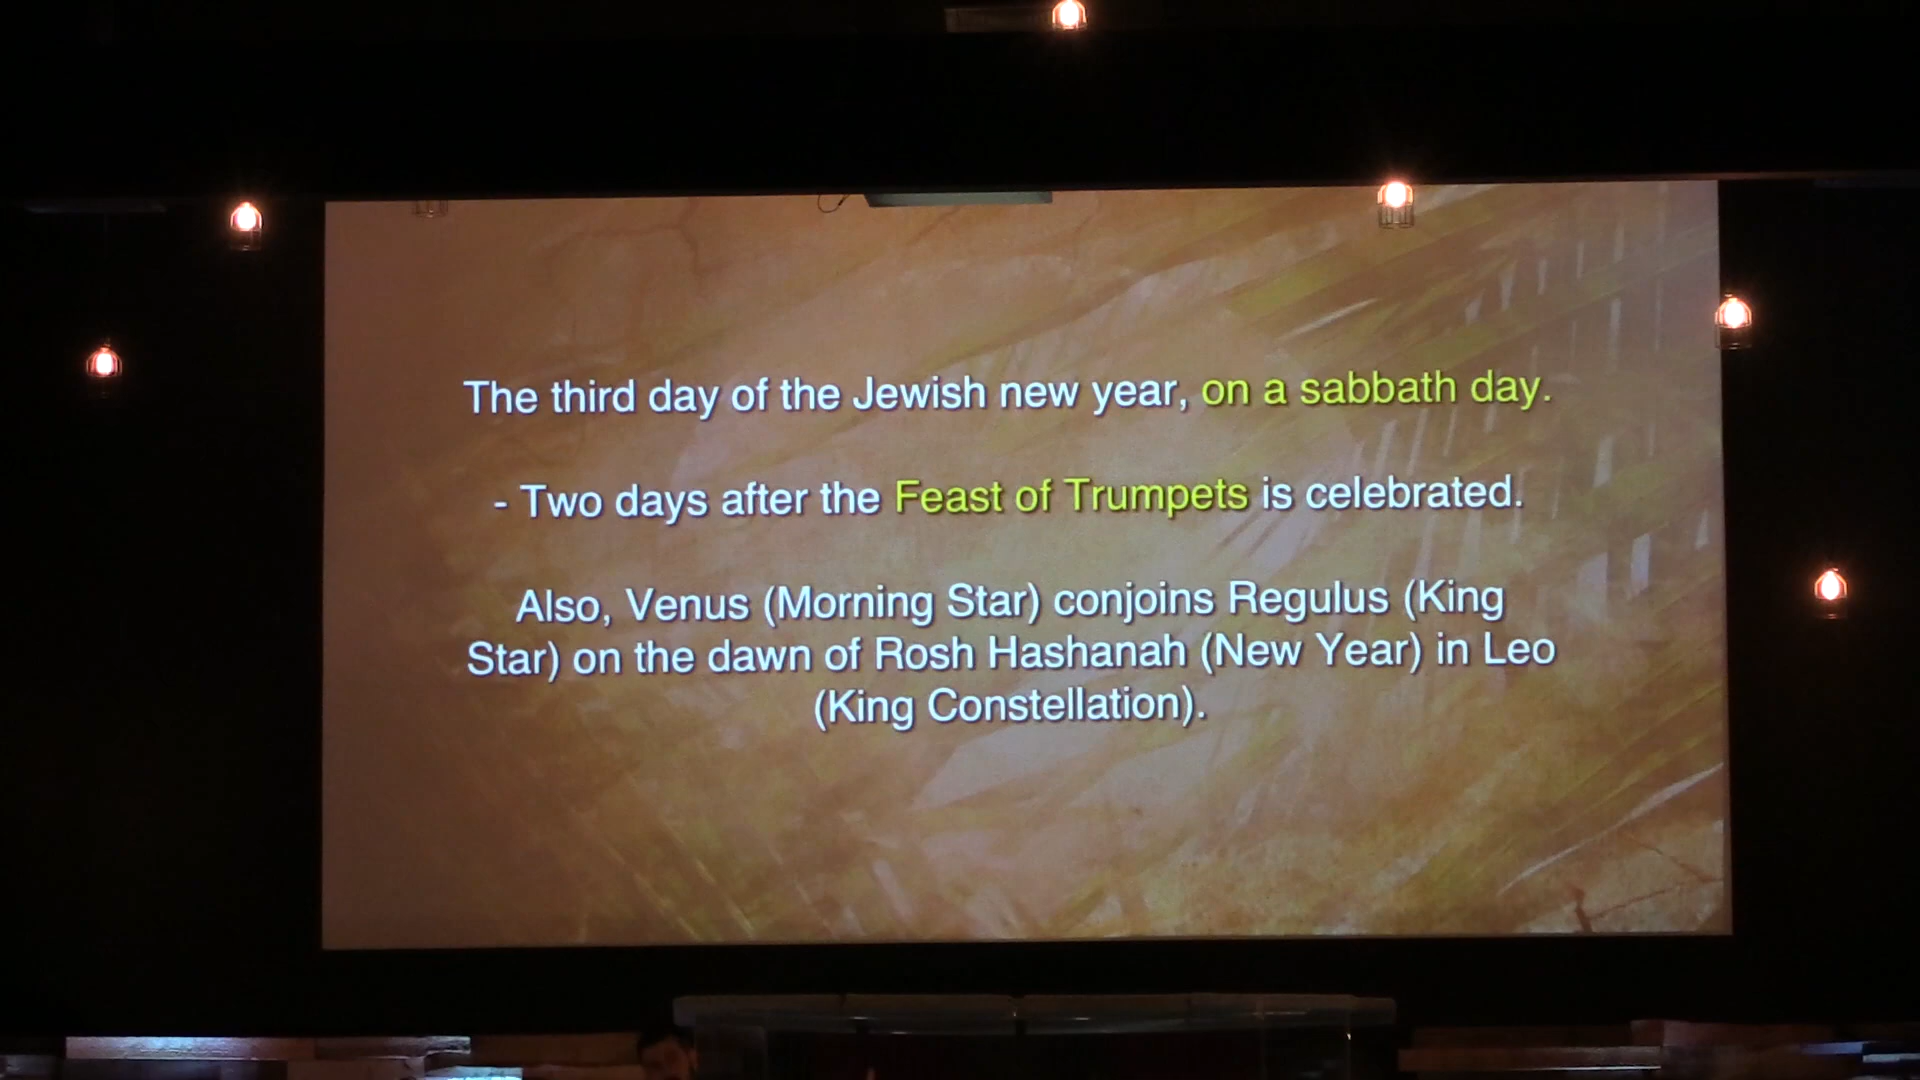 The third day of the Jewish new year, on a sabbath day.
- Two days after the Feast of Trumpets is celebrated.
Also, Venus (Morning Star) conjoins Regulus (King
Star) on the dawn of Rosh Hashanah (New Year) in Leo
(King Constellation).